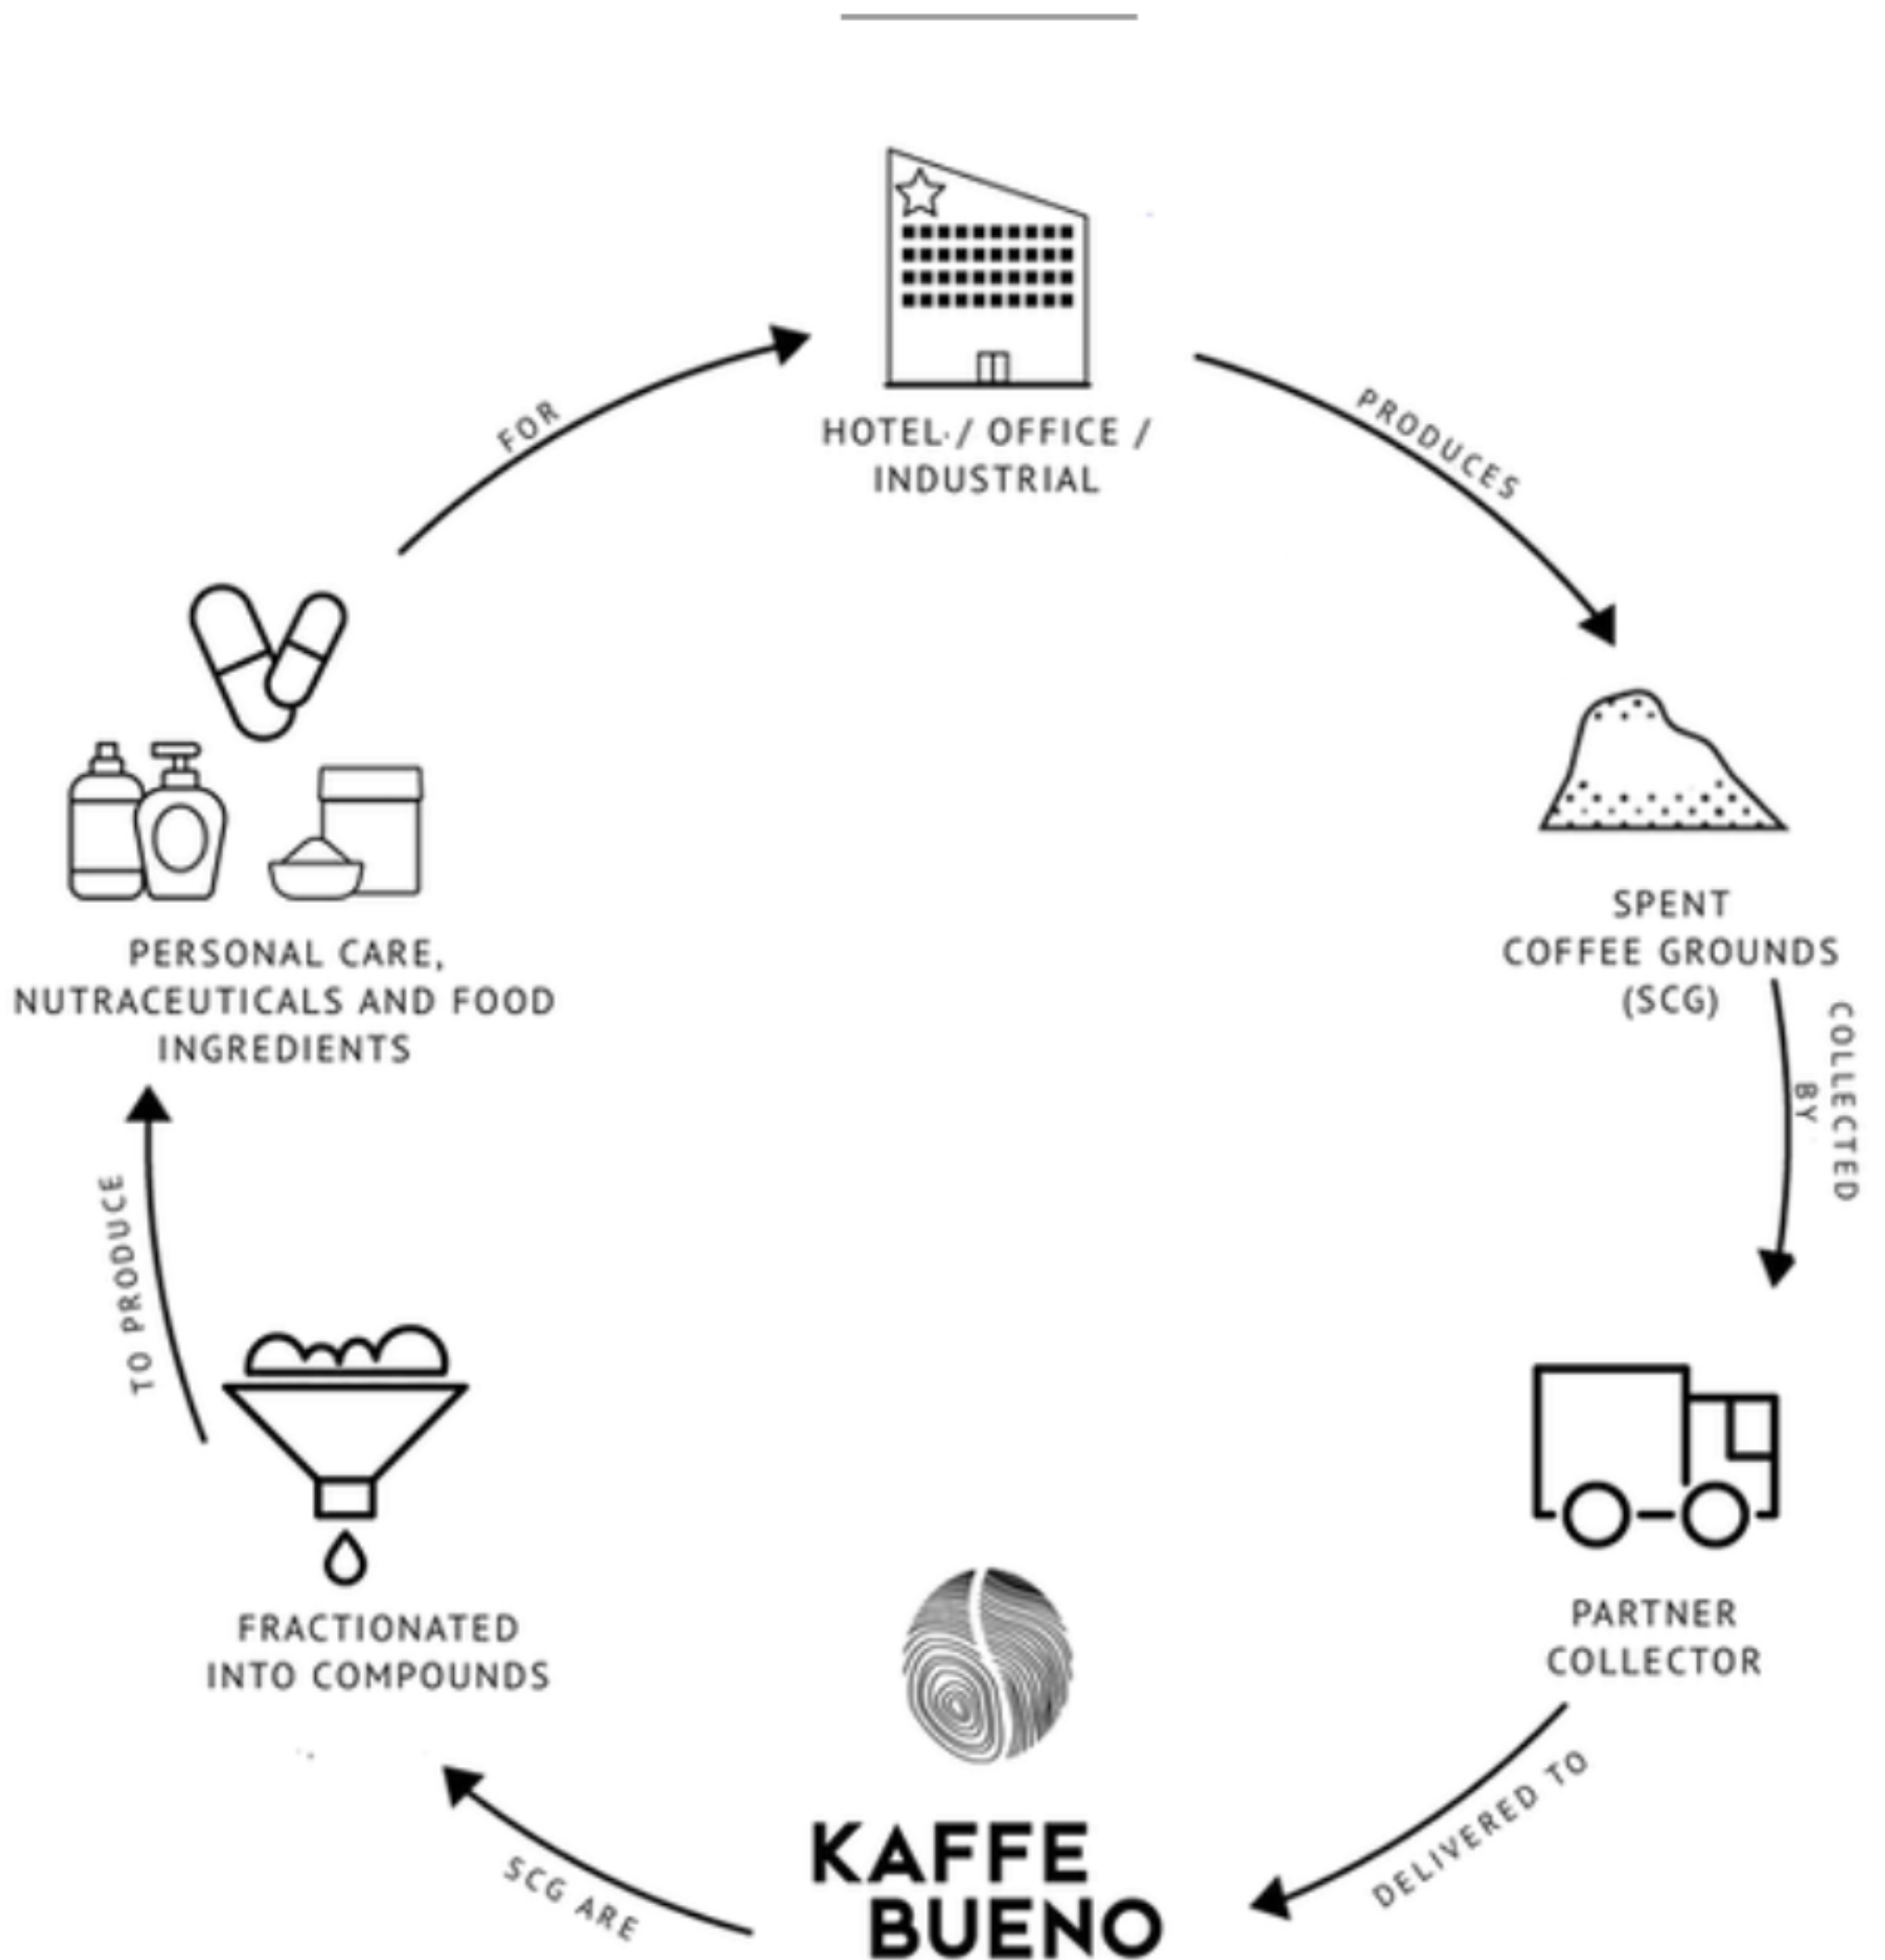 HOTEL / OFFICE /
INDUSTRIAL
PRODUCES
SPENT
COFFEE GROUNDS
(SCG)
COLLECTED
BY
PARTNER
COLLECTOR
DELIVERED TO
KAFFE
BUENO
SCG ARE
FRACTIONATED
INTO COMPOUNDS
TO PRODUCE
PERSONAL CARE,
NUTRACEUTICALS AND FOOD
INGREDIENTS
FOR